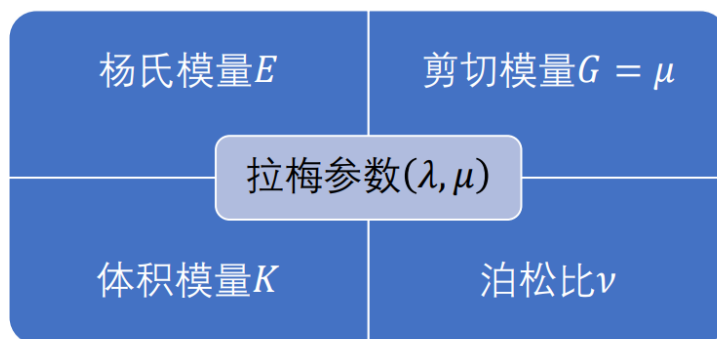 杨氏模量E
剪切模量G = μ
拉梅参数(λ, μ)
体积模量K
泊松比ν